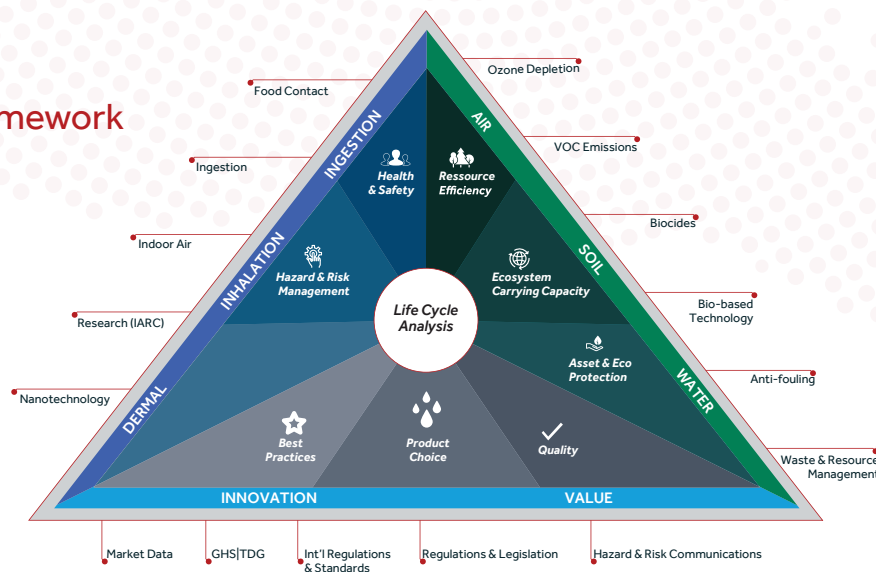 mework
Food Contact
Ingestion
Indoor Air
Research (IARC)
Nanotechnology
INGESTION
INHALATION
DERMAL
AIR
SOIL
WATER
Ozone Depletion
VOC Emissions
Biocides
Bio-based
Technology
Anti-fouling
Waste & Resource
Management
Health
& Safety
Ressource
Efficiency
Hazard & Risk
Management
Ecosystem
Carrying Capacity
Life Cycle
Analysis
Asset & Eco
Protection
Best
Practices
Product
Choice
Quality
INNOVATION
VALUE
Market Data
GHS|TDG
Int'l Regulations
& Standards
Regulations & Legislation
Hazard & Risk Communications